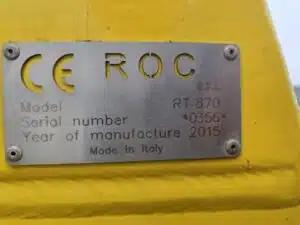 CE ROC
S.R.L.
Model RT 870
Serial number *0356*
Year of manufacture 2015
Made in Italy